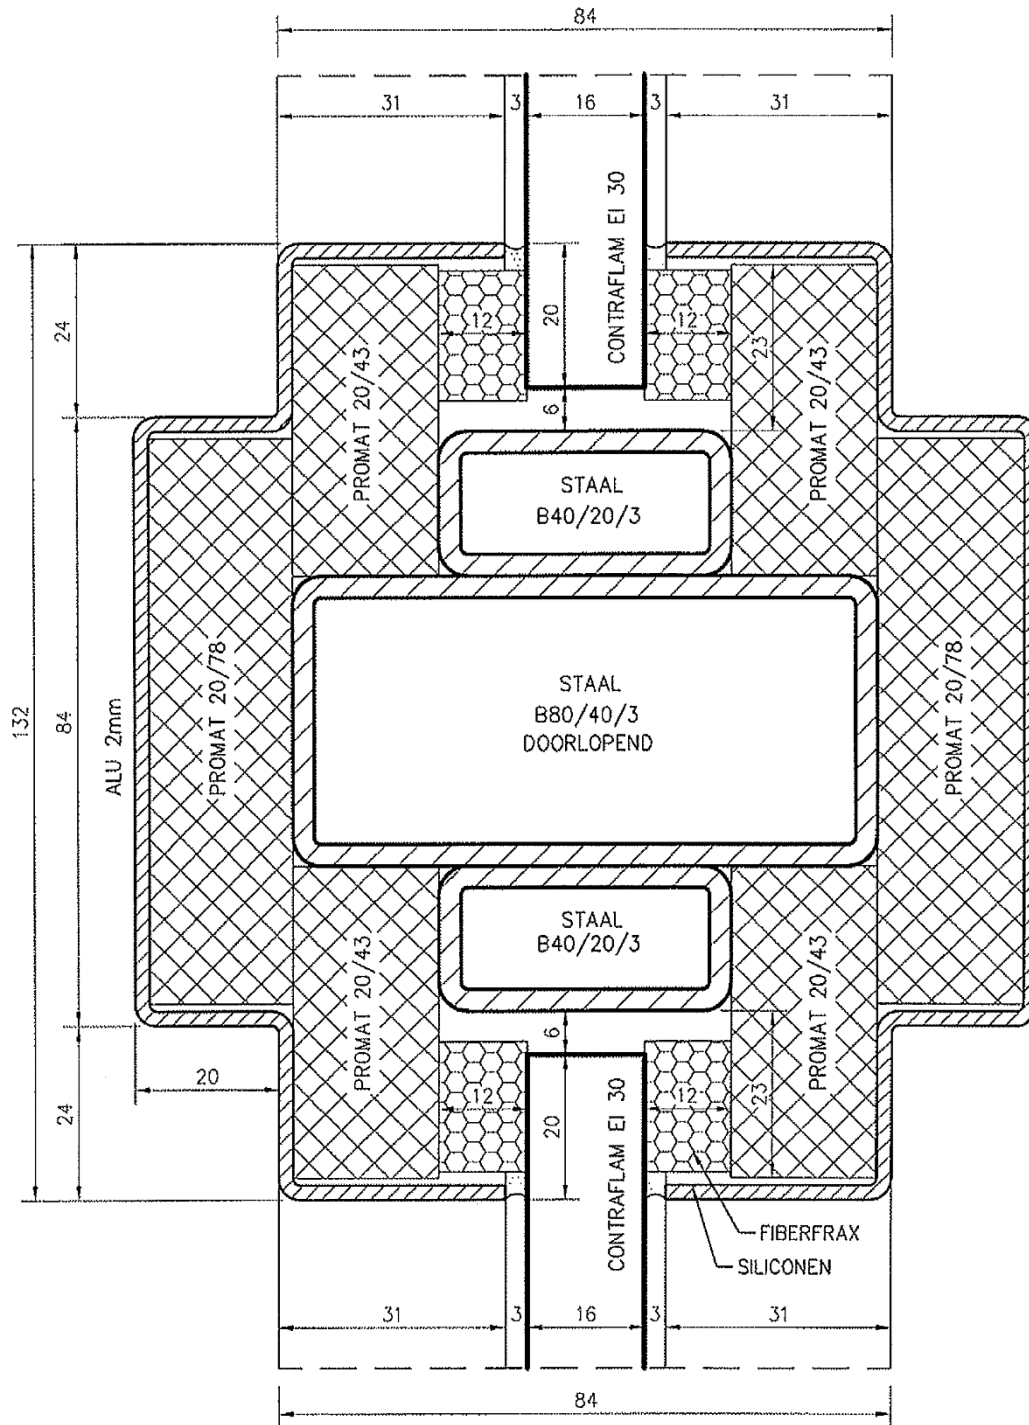 84
31
3
16
3
31
CONTRAFLAM EI 30
24
20
12
12
23
6
PROMAT 20/43
PROMAT 20/43
STAAL
B40/20/3
132
84
ALU 2mm
PROMAT 20/78
STAAL
B80/40/3
DOORLOPEND
PROMAT 20/78
STAAL
B40/20/3
PROMAT 20/43
PROMAT 20/43
6
20
24
12
20
12
23
CONTRAFLAM EI 30
FIBERFRAX
SILICONEN
31
3
16
3
31
84